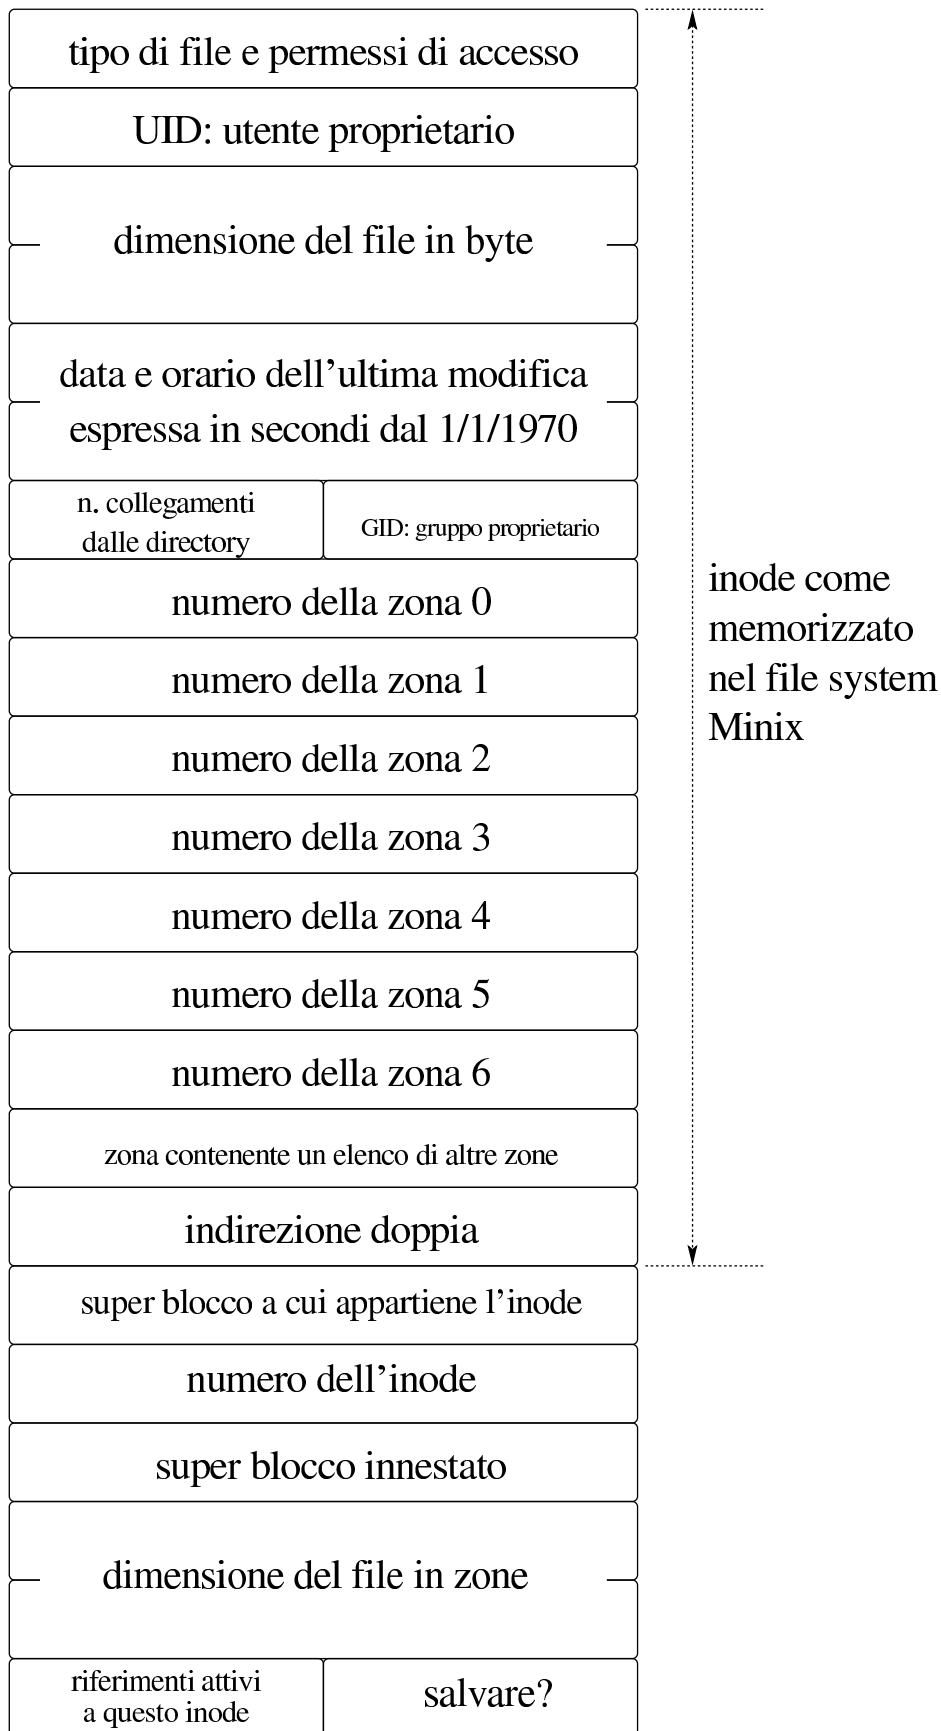 tipo di file e permessi di accesso
UID: utente proprietario
dimensione del file in byte
data e orario dell'ultima modifica
espressa in secondi dal 1/1/1970
n. collegamenti
dalle directory
GID: gruppo proprietario
numero della zona 0
numero della zona 1
numero della zona 2
numero della zona 3
numero della zona 4
numero della zona 5
numero della zona 6
zona contenente un elenco di altre zone
indirezione doppia
super blocco a cui appartiene l'inode
numero dell'inode
super blocco innestato
dimensione del file in zone
riferimenti attivi
a questo inode
salvare?
inode come
memorizzato
nel file system
Minix